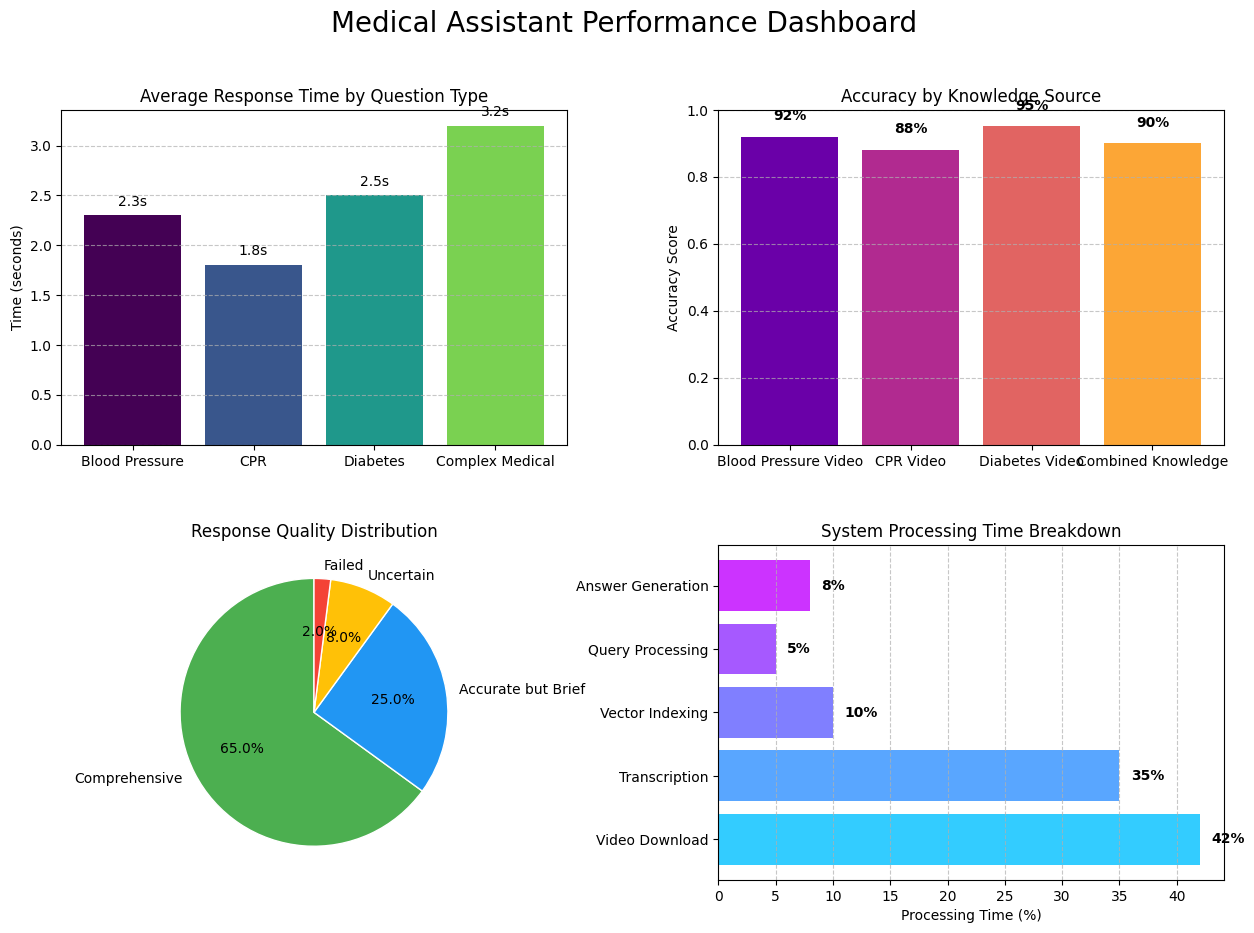 Medical Assistant Performance Dashboard
Average Response Time by Question Type
Time (seconds)
3.0
2.5
2.0
1.5
1.0
0.5
0.0
2.3s
1.8s
2.5s
3.2s
Blood Pressure
CPR
Diabetes
Complex Medical
Accuracy by Knowledge Source
Accuracy Score
1.0
0.8
0.6
0.4
0.2
0.0
92%
88%
95%
90%
Blood Pressure Video
CPR Video
Diabetes Video
Combined Knowledge
Response Quality Distribution
Failed
Uncertain
Accurate but Brief
Comprehensive
2.0%
8.0%
25.0%
65.0%
System Processing Time Breakdown
Answer Generation
8%
Query Processing
5%
Vector Indexing
10%
Transcription
35%
Video Download
42%
0
5
10
15
20
25
30
35
40
Processing Time (%)